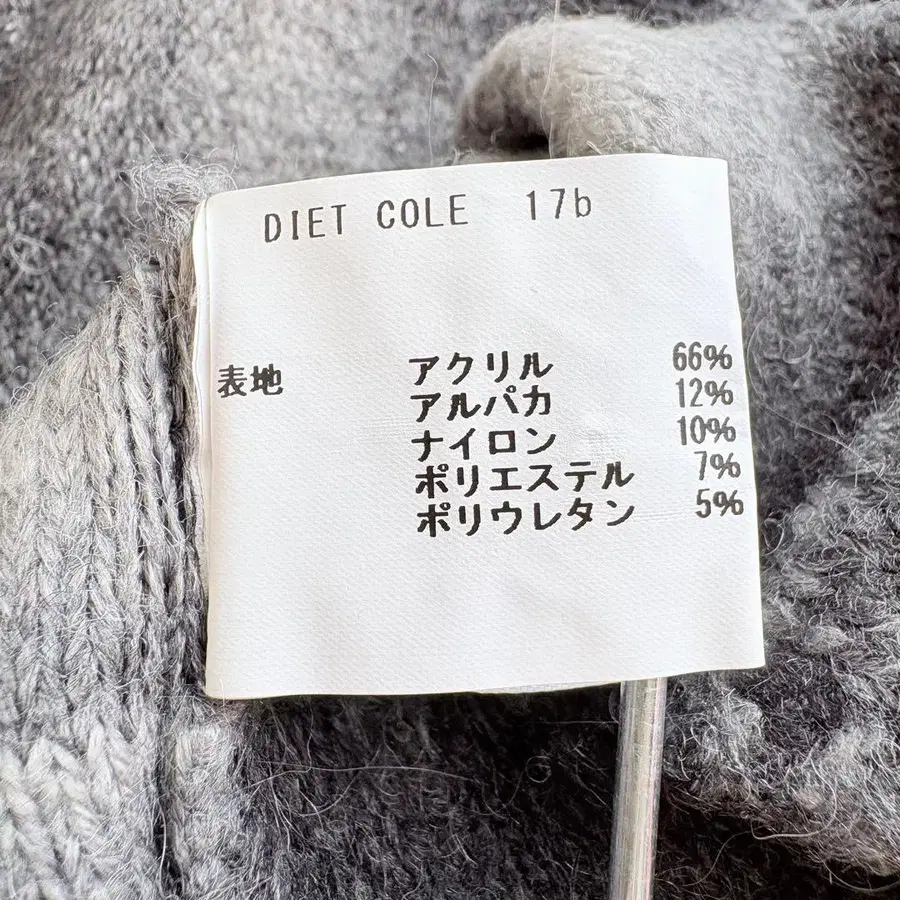 DIET COLE 17b
表地 アクリル 66%
アルパカ 12%
ナイロン 10%
ポリエステル 7%
ポリウレタン 5%